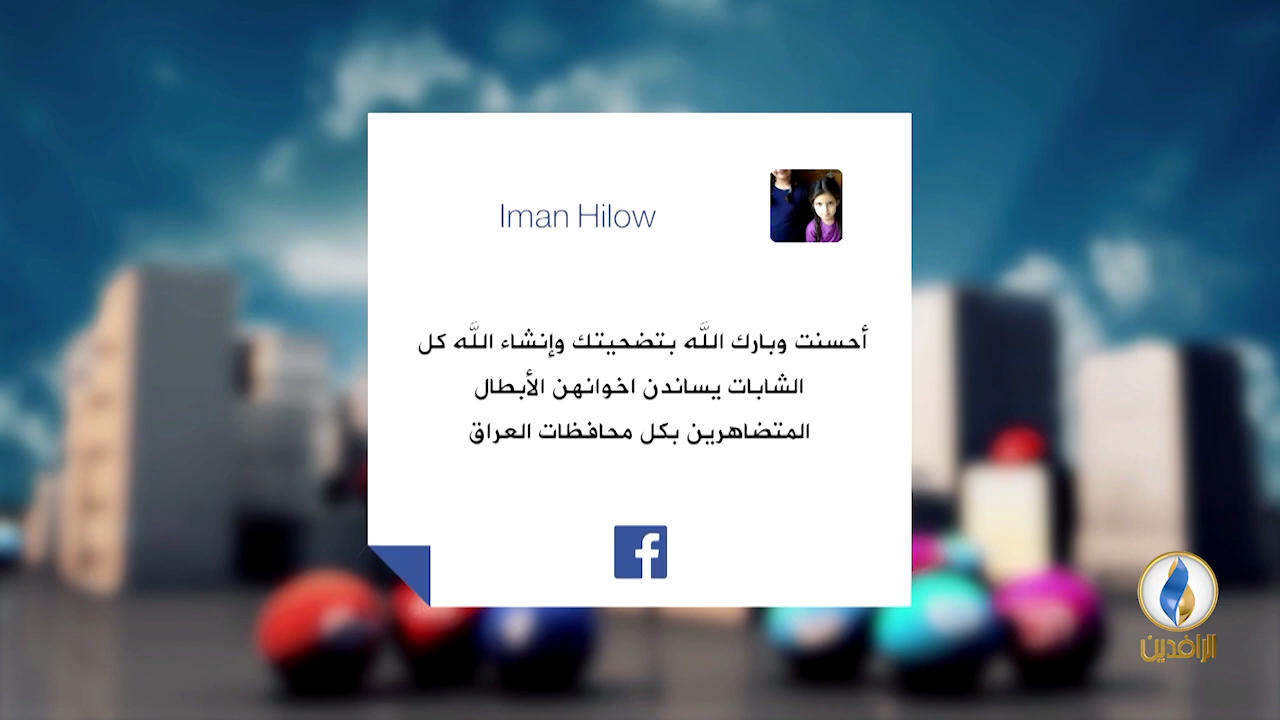 Iman Hilow
أحسنت وبارك الله بتضحيتك وإنشاء الله كل
الشابات يساندن اخوانهن الأبطال
المتضاهرين بكل محافظات العراق
f
الرافدين